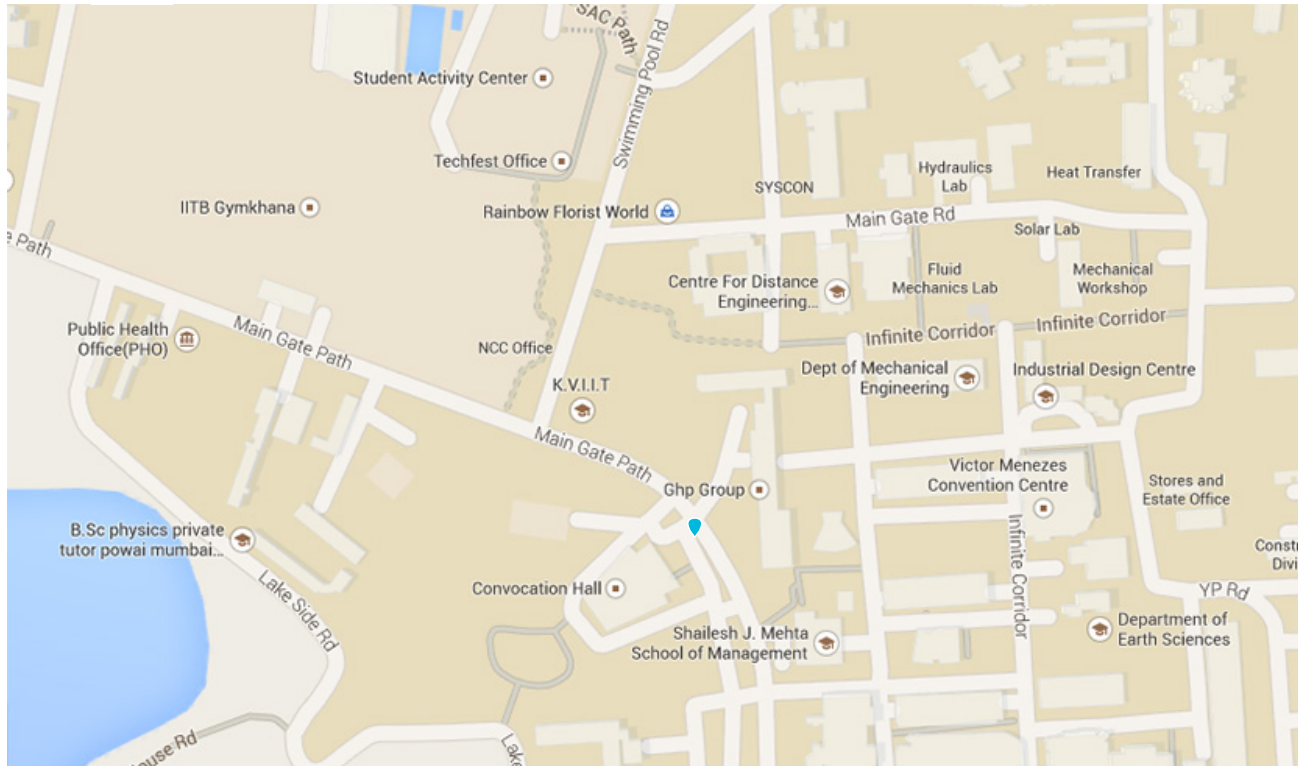 SAC Path
Swimming Pool Rd
Student Activity Center
Techfest Office
Hydraulics
Lab
Heat Transfer
SYSCON
IITB Gymkhana
Rainbow Florist World
Main Gate Rd
Solar Lab
Path
Centre For Distance
Engineering...
Fluid
Mechanics Lab
Mechanical
Workshop
Public Health
Office(PHO)
Main Gate Path
NCC Office
Infinite Corridor
Infinite Corridor
K.V.I.I.T
Dept of Mechanical
Engineering
Industrial Design Centre
Main Gate Path
Ghp Group
Victor Menezes
Convention Centre
Stores and
Estate Office
B.Sc physics private
tutor powai mumbai...
Infinite Corridor
Lake Side Rd
Convocation Hall
YP Rd
Shailesh J. Mehta
School of Management
Department of
Earth Sciences
Rd